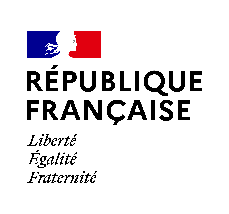 RÉPUBLIQUE
FRANÇAISE
Liberté
Égalité
Fraternité